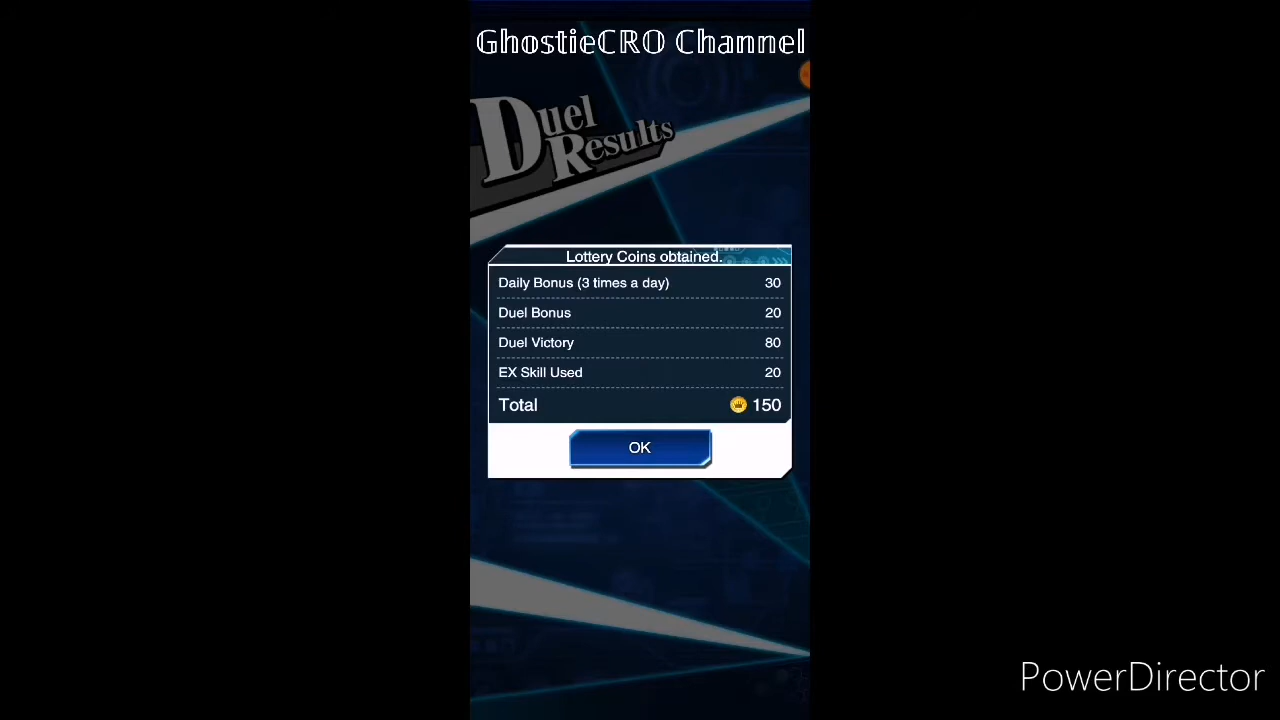 GhostieCRO Channel
Duel
Results
Lottery Coins obtained.
Daily Bonus (3 times a day) 30
Duel Bonus 20
Duel Victory 80
EX Skill Used 20
Total 150
OK
PowerDirector